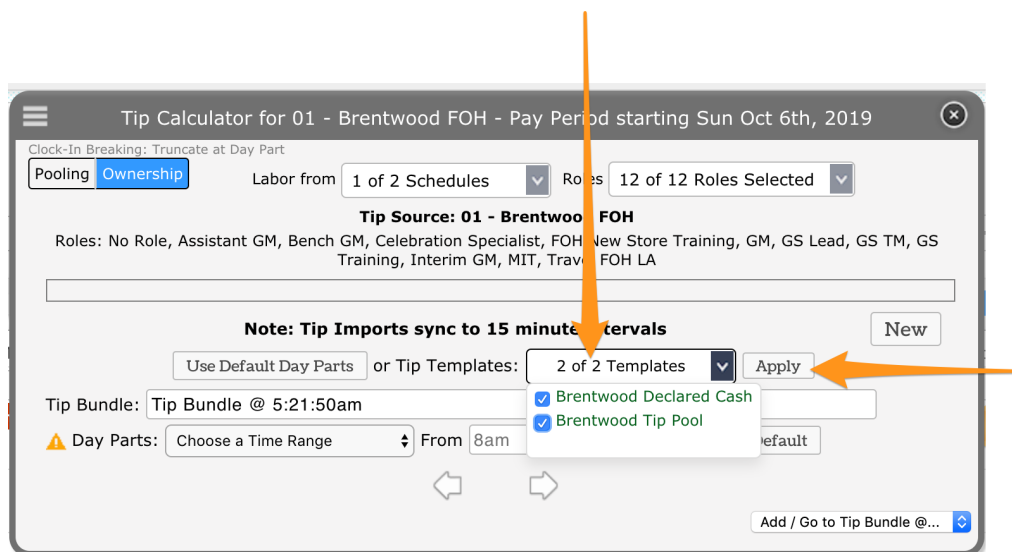 Tip Calculator for 01 - Brentwood FOH - Pay Period starting Sun Oct 6th, 2019
Clock-In Breaking: Truncate at Day Part
Pooling Ownership Labor from 1 of 2 Schedules Roles 12 of 12 Roles Selected
Tip Source: 01 - Brentwood FOH
Roles: No Role, Assistant GM, Bench GM, Celebration Specialist, FOH New Store Training, GM, GS Lead, GS TM, GS
Training, Interim GM, MIT, Travel FOH LA
Note: Tip Imports sync to 15 minute intervals New
Use Default Day Parts or Tip Templates: 2 of 2 Templates Apply
Tip Bundle: Tip Bundle @ 5:21:50am
Brentwood Declared Cash
Brentwood Tip Pool
Day Parts: Choose a Time Range From 8am
Add / Go to Tip Bundle @...